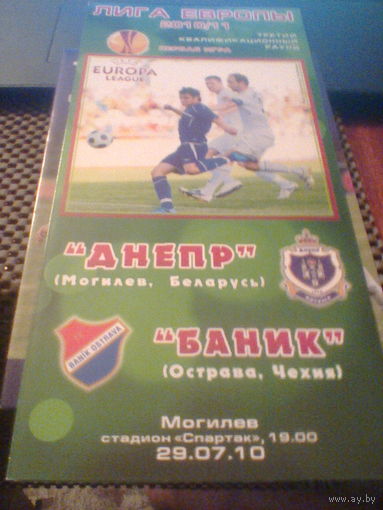 ЛИГА ЕВРОПЫ
2010/11
ТРЕТИЙ
КВАЛИФИКАЦИОННЫЙ
РАУНД
ПЕРВАЯ ИГРА
EUROPA
LEAGUE
"ДНЕПР"
(Могилев, Беларусь)
"БАНИК"
(Острава, Чехия)
BANIK OSTRAVA
Могилев
стадион «Спартак», 19.00
29.07.10
www.ay.by